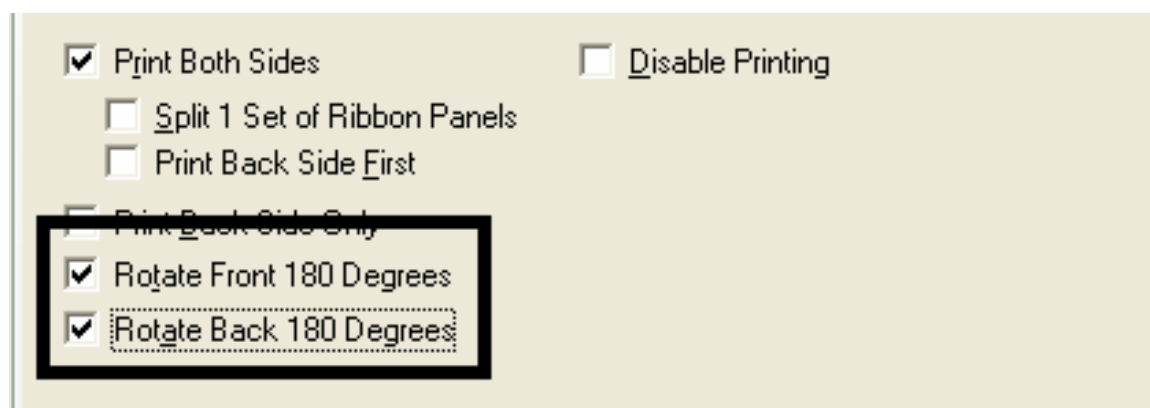 Print Both Sides
Disable Printing
Split 1 Set of Ribbon Panels
Print Back Side First
Print Back Side Only
Rotate Front 180 Degrees
Rotate Back 180 Degrees